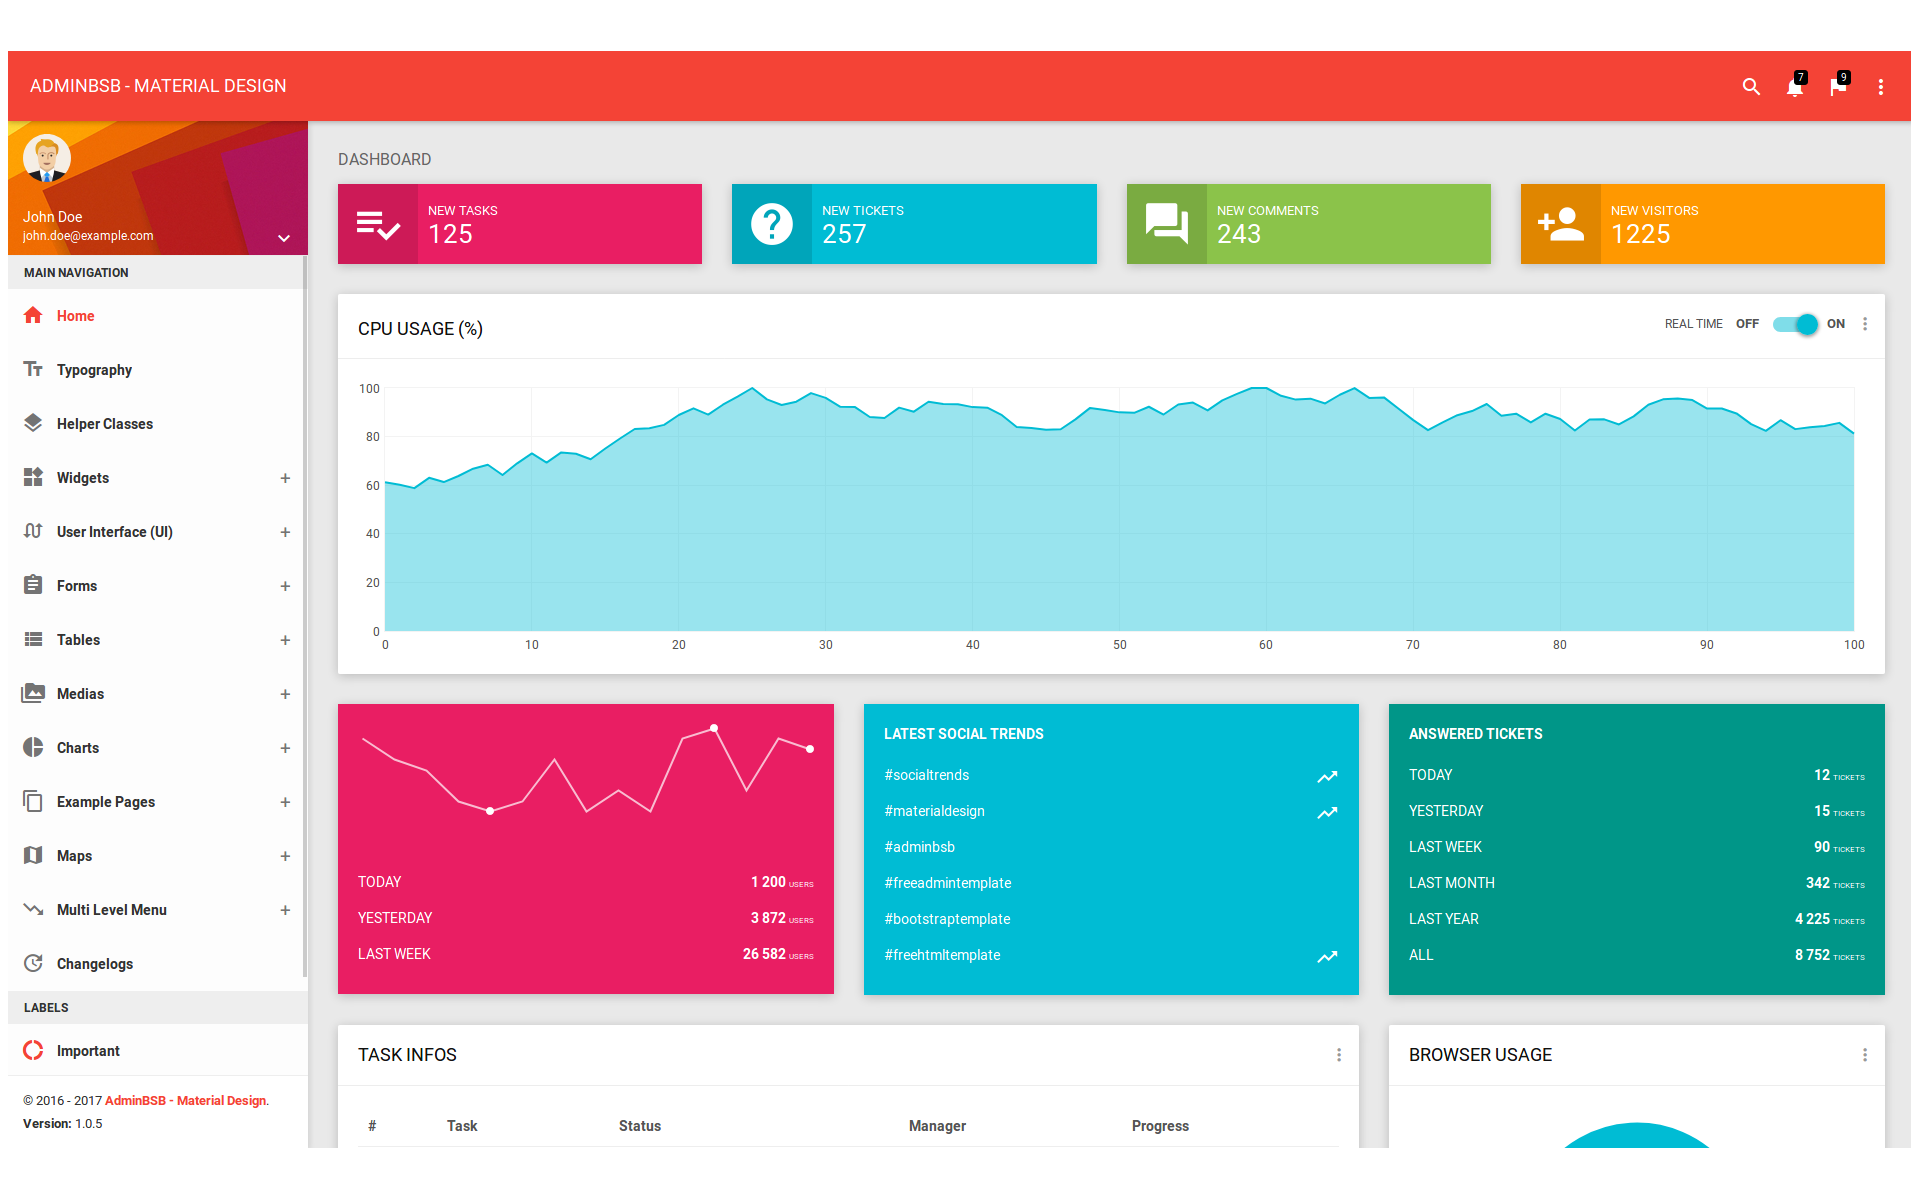 ADMINBSB - MATERIAL DESIGN
7
9
John Doe
john.doe@example.com
MAIN NAVIGATION
Home
Typography
Helper Classes
Widgets +
User Interface (UI) +
Forms +
Tables +
Medias +
Charts +
Example Pages +
Maps +
Multi Level Menu +
Changelogs
LABELS
Important
© 2016 - 2017 AdminBSB - Material Design.
Version: 1.0.5
DASHBOARD
NEW TASKS
125
NEW TICKETS
257
NEW COMMENTS
243
NEW VISITORS
1225
CPU USAGE (%)
REAL TIME OFF ON
100
80
60
40
20
0
0 10 20 30 40 50 60 70 80 90 100
TODAY 1 200 USERS
YESTERDAY 3 872 USERS
LAST WEEK 26 582 USERS
LATEST SOCIAL TRENDS
#socialtrends
#materialdesign
#adminbsb
#freeadmintemplate
#bootstraptemplate
#freehtmltemplate
ANSWERED TICKETS
TODAY 12 TICKETS
YESTERDAY 15 TICKETS
LAST WEEK 90 TICKETS
LAST MONTH 342 TICKETS
LAST YEAR 4 225 TICKETS
ALL 8 752 TICKETS
TASK INFOS
# Task Status Manager Progress
BROWSER USAGE